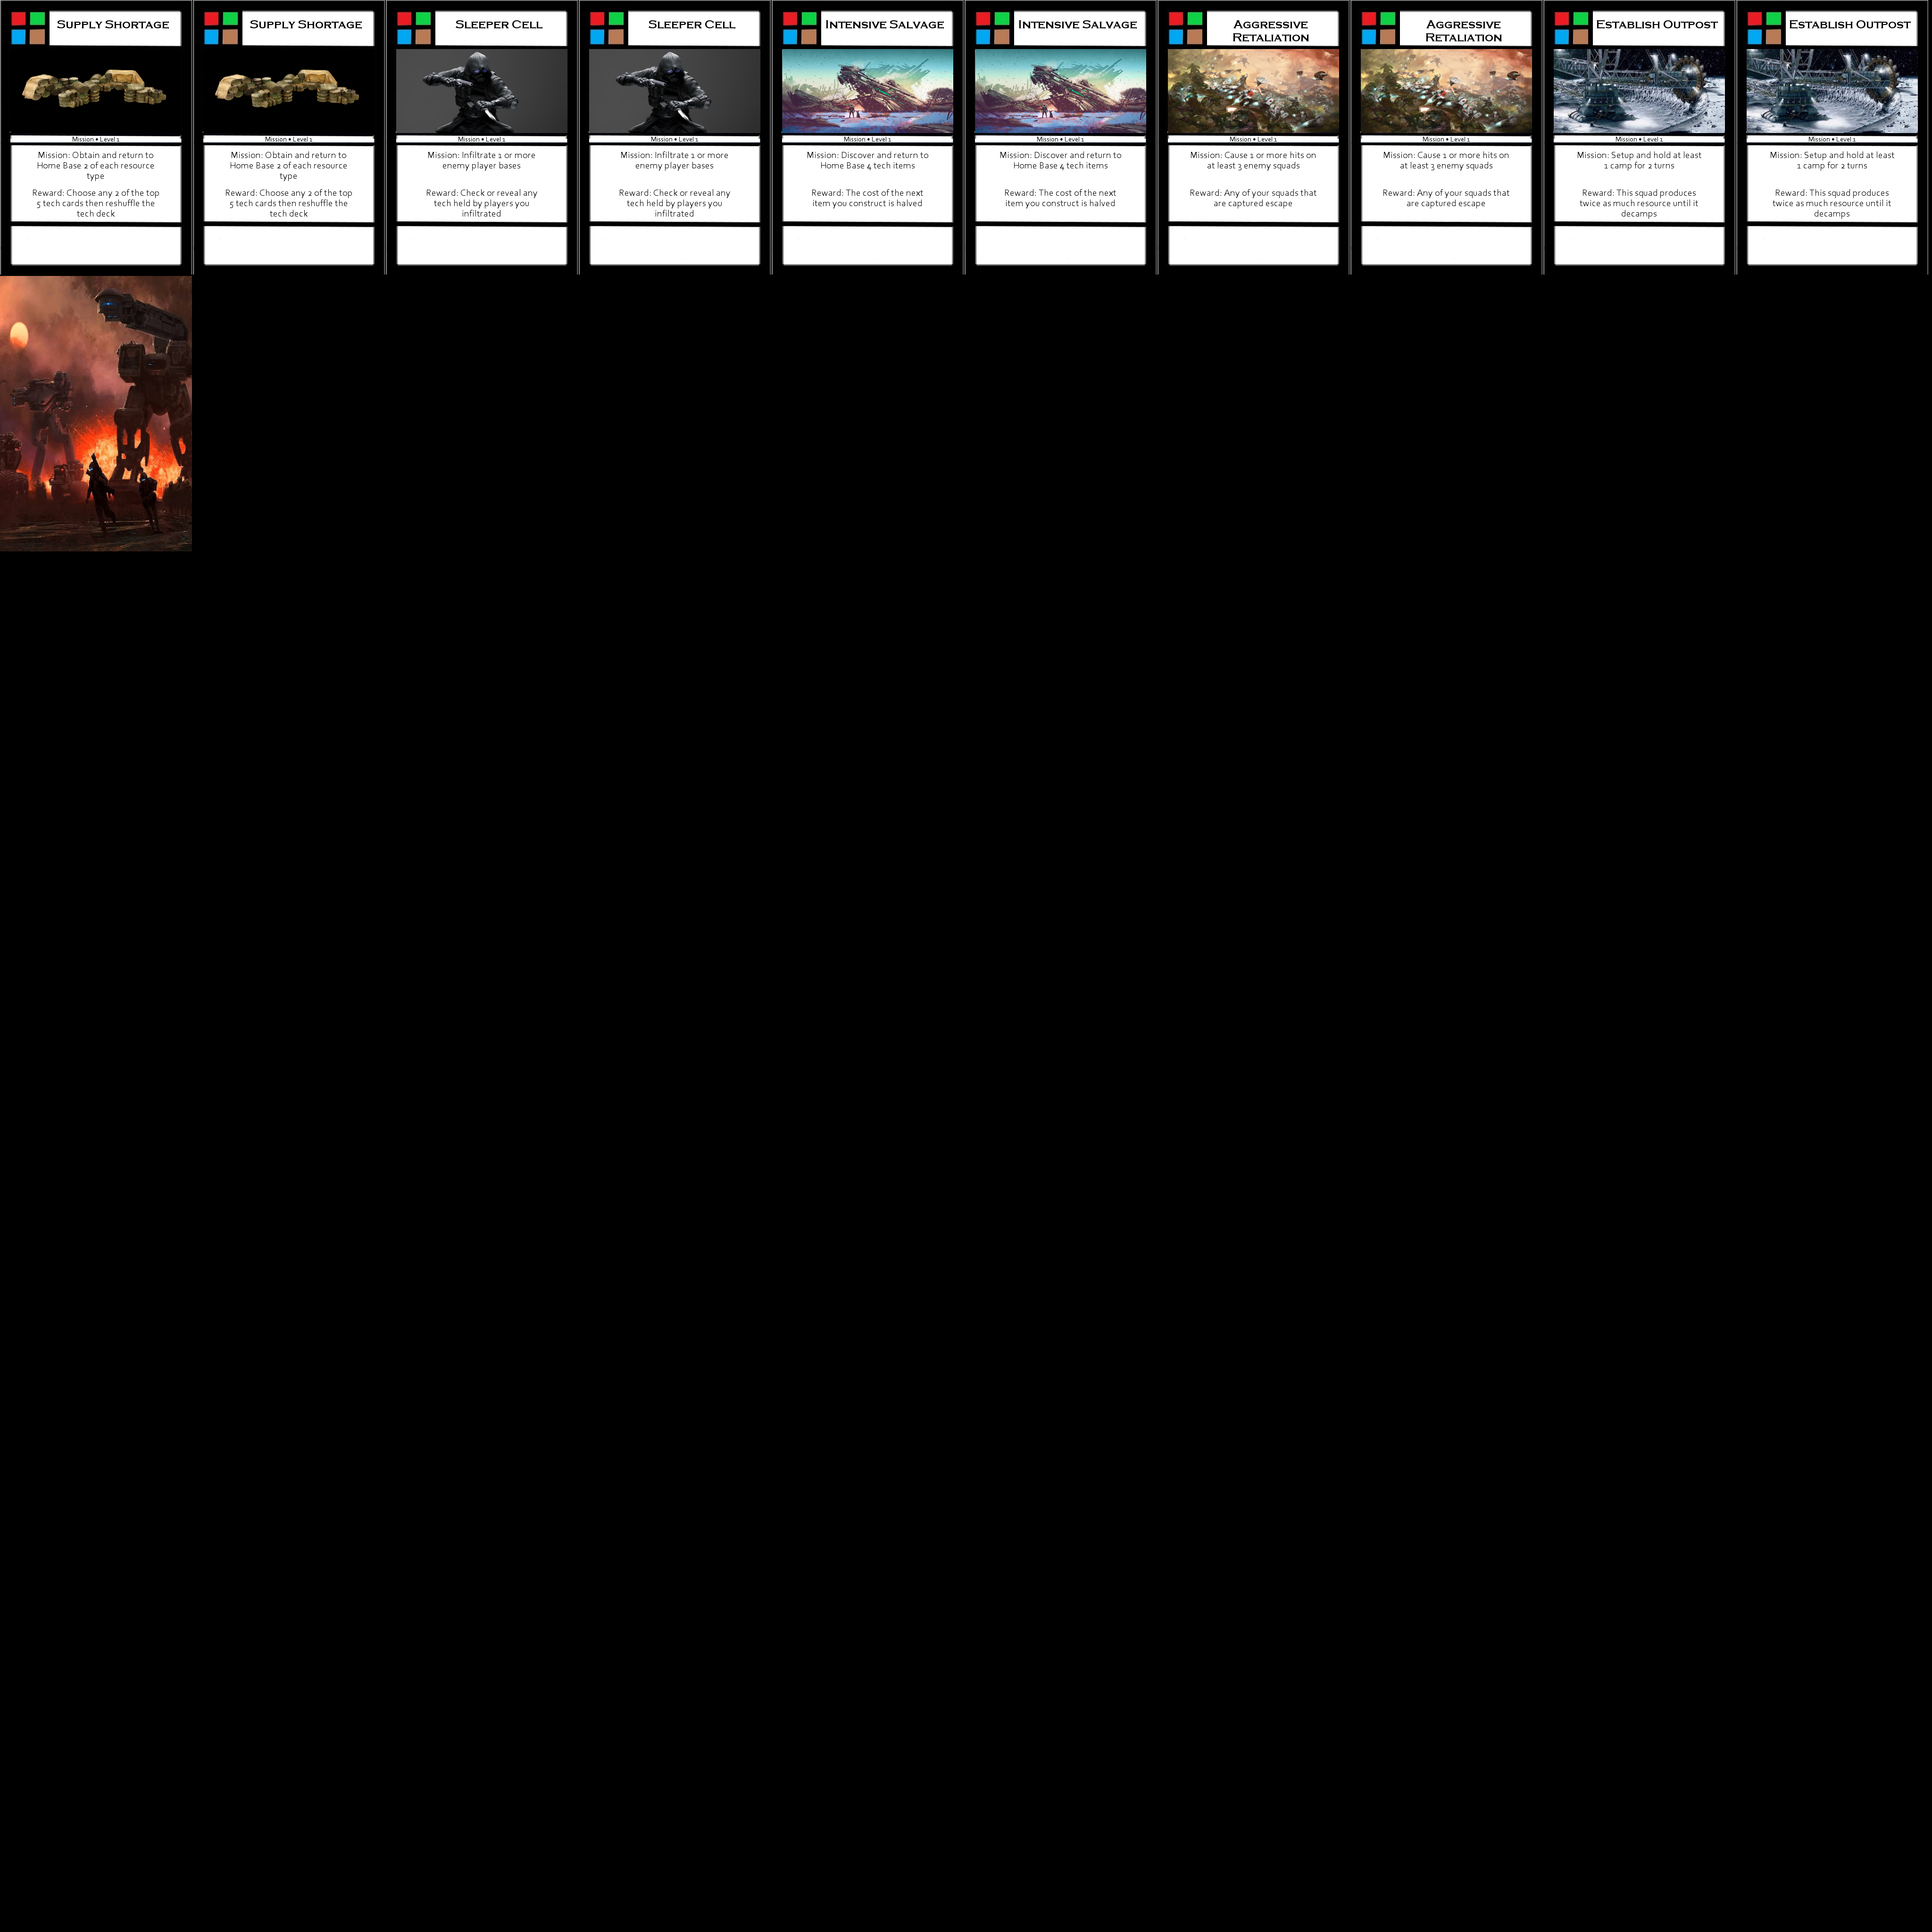 Supply Shortage
Mission • Level 1
Mission: Obtain and return to
Home Base 2 of each resource
type
Reward: Choose any 2 of the top
5 tech cards then reshuffle the
tech deck
Supply Shortage
Mission • Level 1
Mission: Obtain and return to
Home Base 2 of each resource
type
Reward: Choose any 2 of the top
5 tech cards then reshuffle the
tech deck
Sleeper Cell
Mission • Level 1
Mission: Infiltrate 1 or more
enemy player bases
Reward: Check or reveal any
tech held by players you
infiltrated
Sleeper Cell
Mission • Level 1
Mission: Infiltrate 1 or more
enemy player bases
Reward: Check or reveal any
tech held by players you
infiltrated
Intensive Salvage
Mission • Level 1
Mission: Discover and return to
Home Base 4 tech items
Reward: The cost of the next
item you construct is halved
Intensive Salvage
Mission • Level 1
Mission: Discover and return to
Home Base 4 tech items
Reward: The cost of the next
item you construct is halved
Aggressive
Retaliation
Mission • Level 1
Mission: Cause 1 or more hits on
at least 3 enemy squads
Reward: Any of your squads that
are captured escape
Aggressive
Retaliation
Mission • Level 1
Mission: Cause 1 or more hits on
at least 3 enemy squads
Reward: Any of your squads that
are captured escape
Establish Outpost
Mission • Level 1
Mission: Setup and hold at least
1 camp for 2 turns
Reward: This squad produces
twice as much resource until it
decamps
Establish Outpost
Mission • Level 1
Mission: Setup and hold at least
1 camp for 2 turns
Reward: This squad produces
twice as much resource until it
decamps